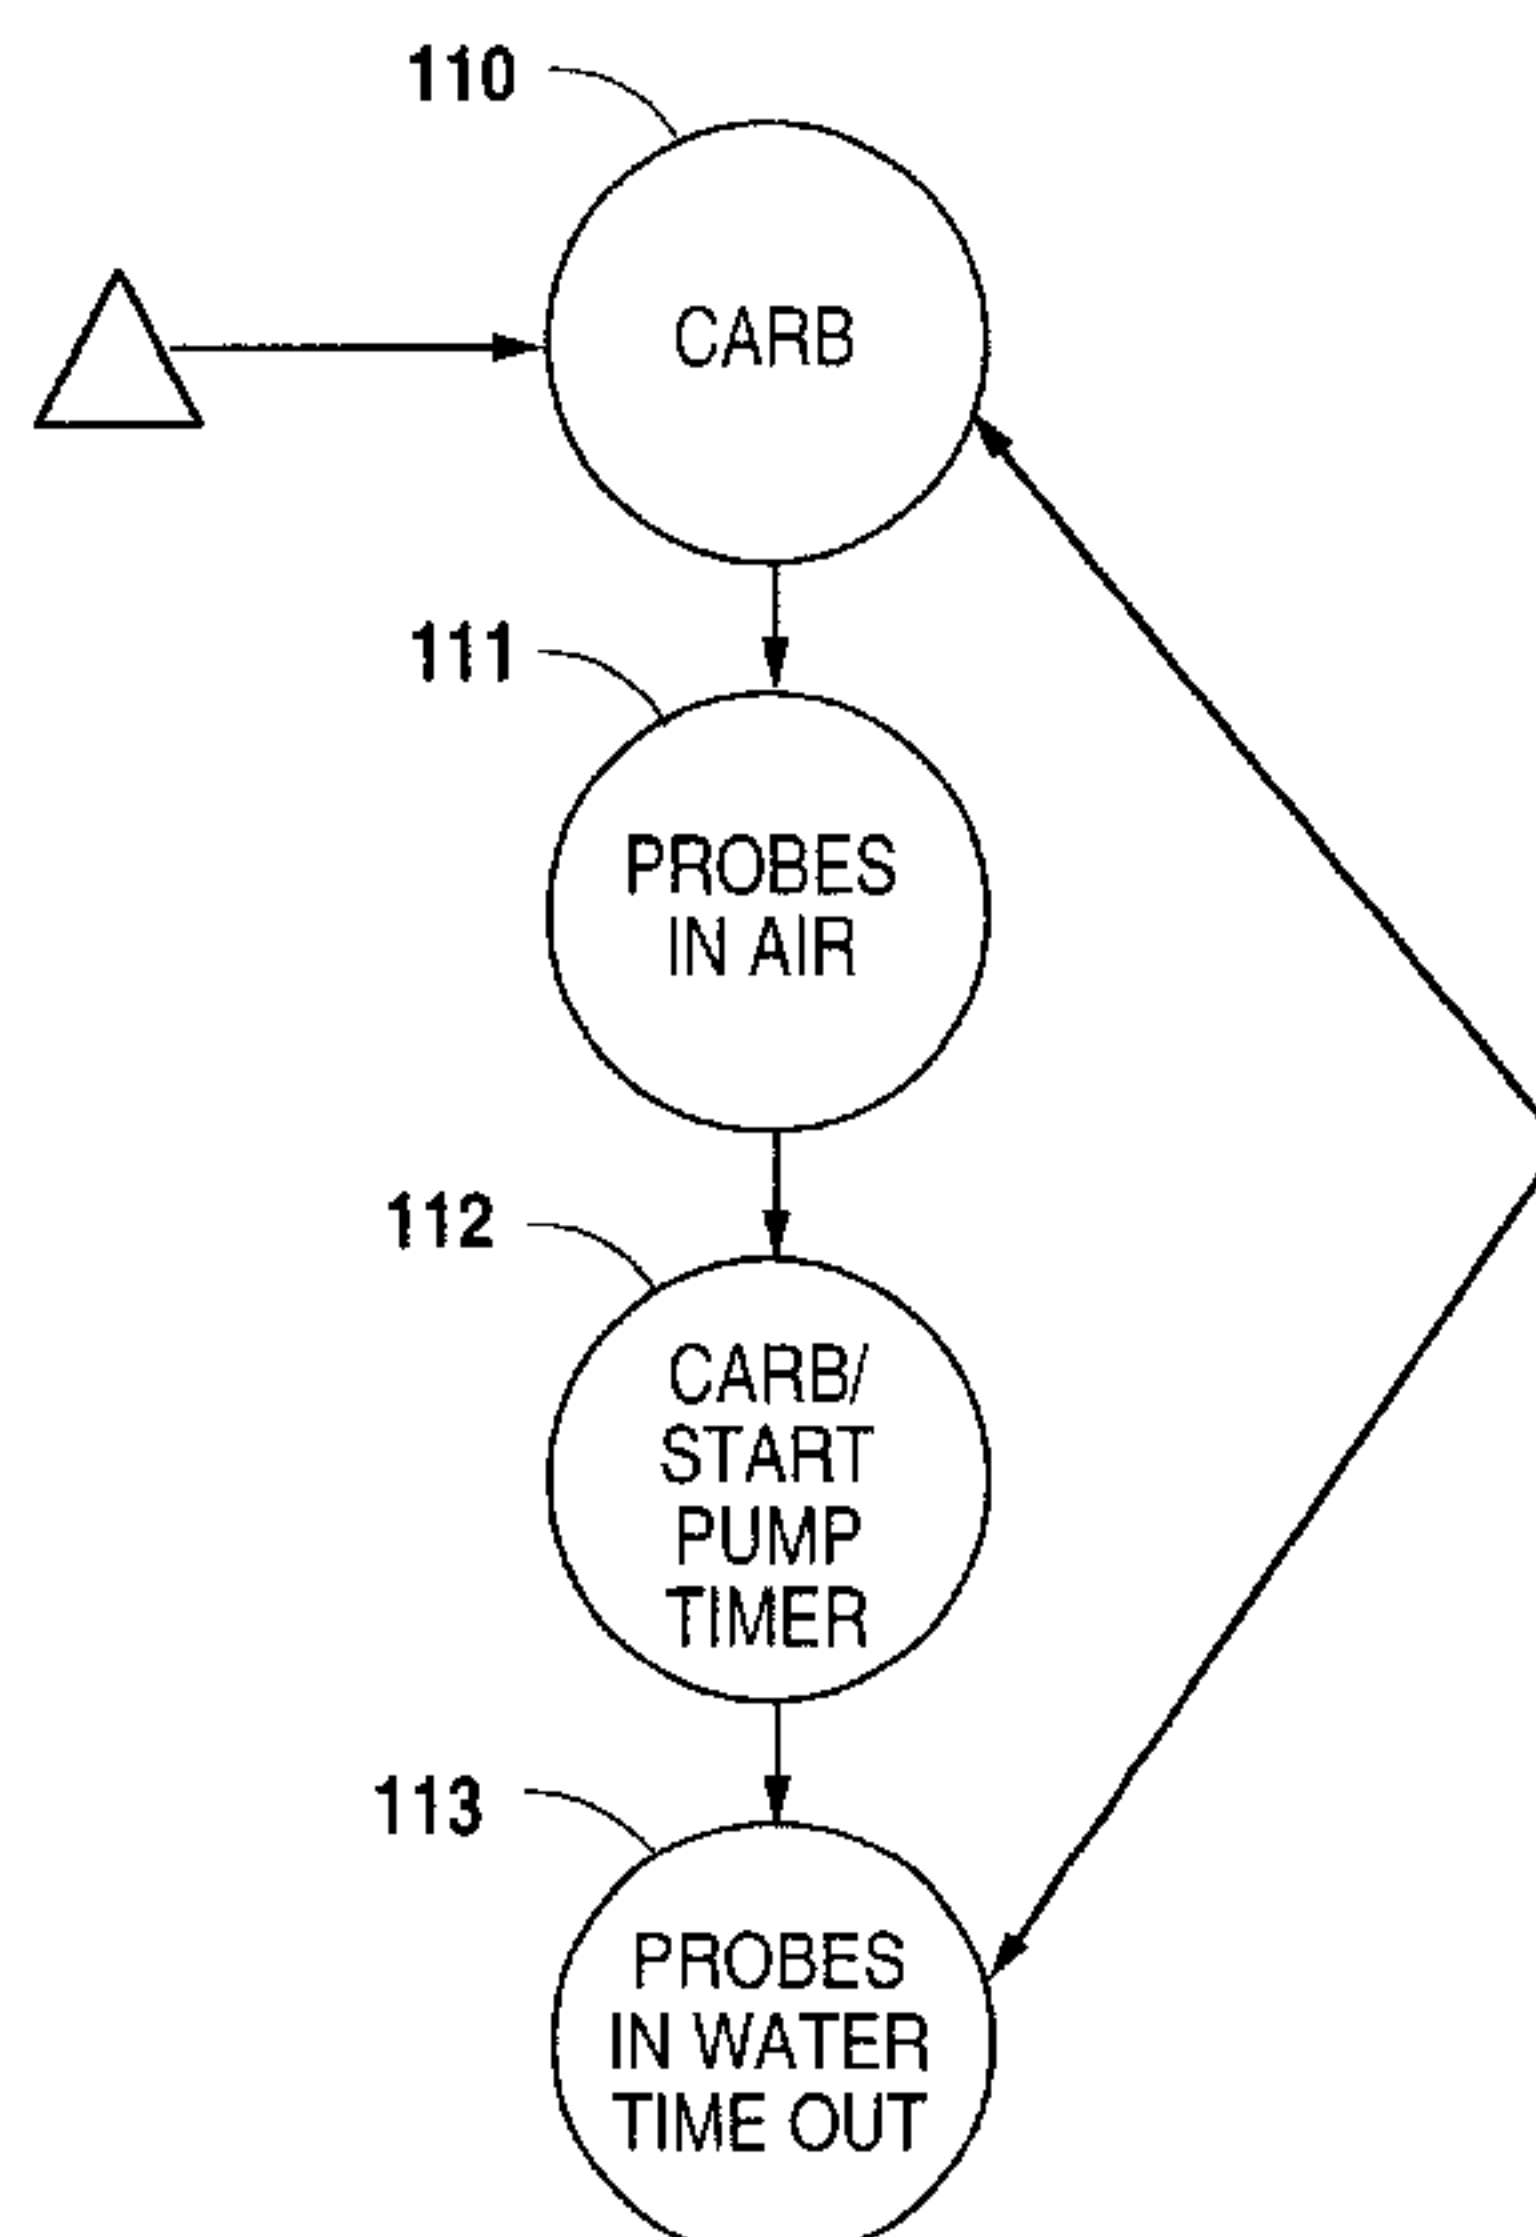 110
CARB
111
PROBES
IN AIR
112
CARB/
START
PUMP
TIMER
113
PROBES
IN WATER
TIME OUT